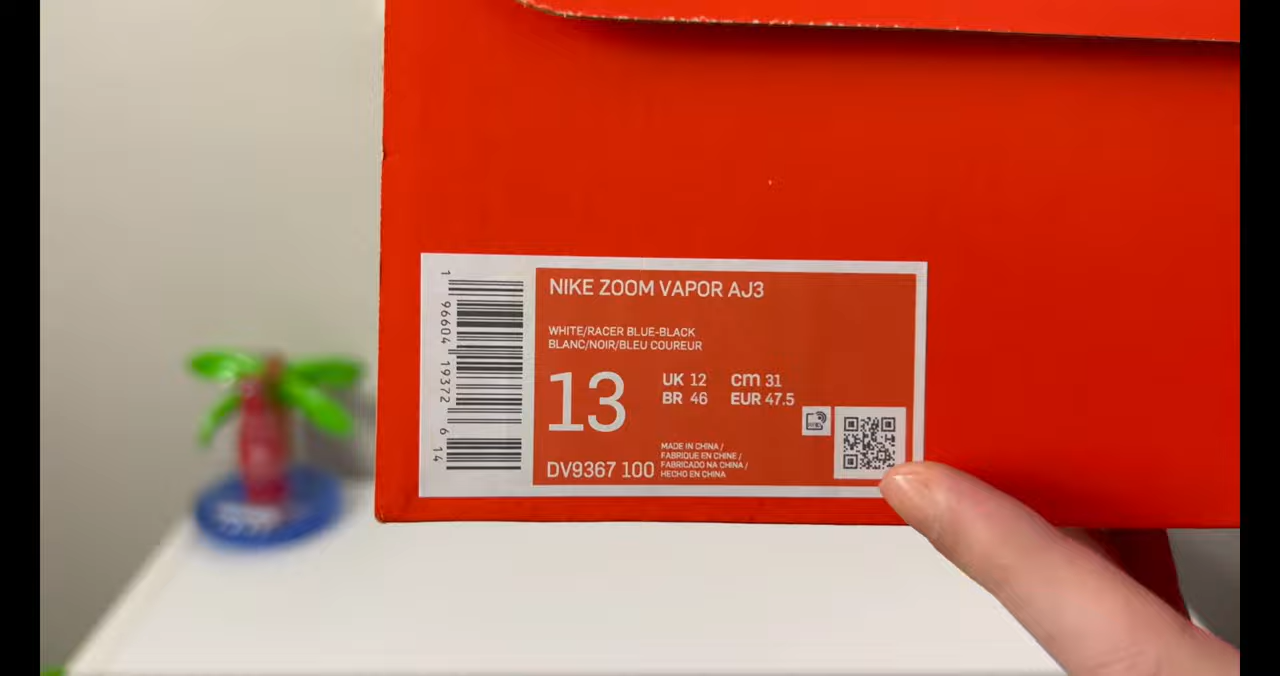 NIKE ZOOM VAPOR AJ3
WHITE/RACER BLUE-BLACK
BLANC/NOIR/BLEU COUREUR
13
UK 12 cm 31
BR 46 EUR 47.5
MADE IN CHINA /
FABRIQUE EN CHINE /
FABRICADO NA CHINA /
HECHO EN CHINA
DV9367 100
1 96604 19372 6 14